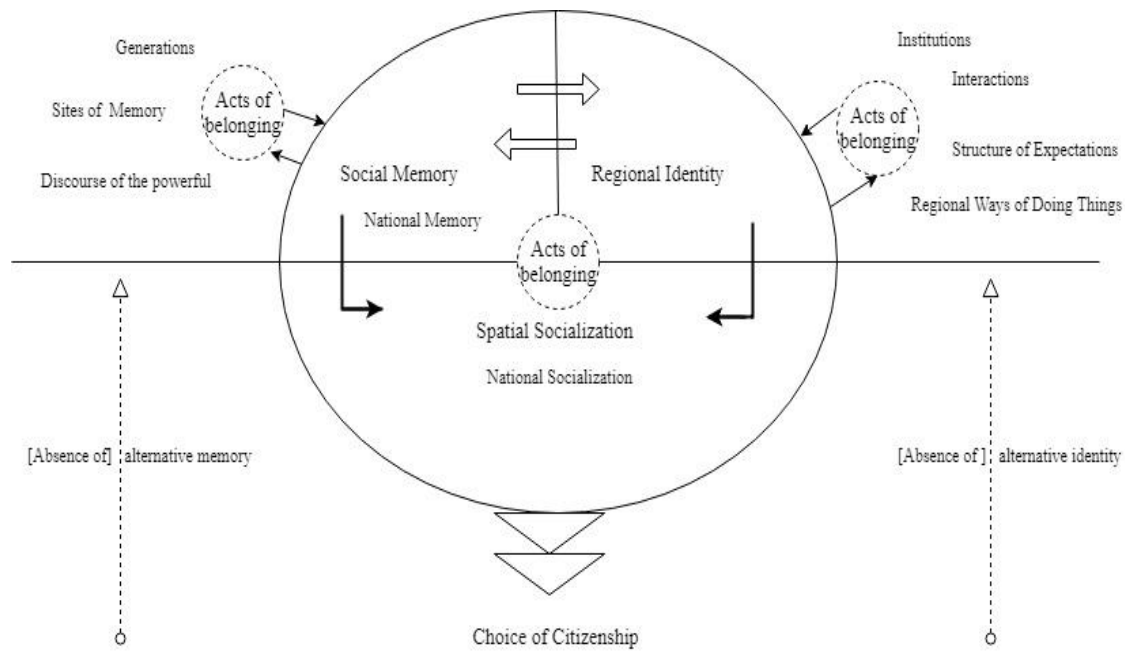 Generations
Institutions
Interactions
Acts of
belonging
Sites of Memory
Acts of
belonging
Structure of Expectations
Social Memory
Regional Identity
Discourse of the powerful
Regional Ways of Doing Things
National Memory
Acts of
belonging
Spatial Socialization
National Socialization
[Absence of] alternative memory
[Absence of ] alternative identity
Choice of Citizenship